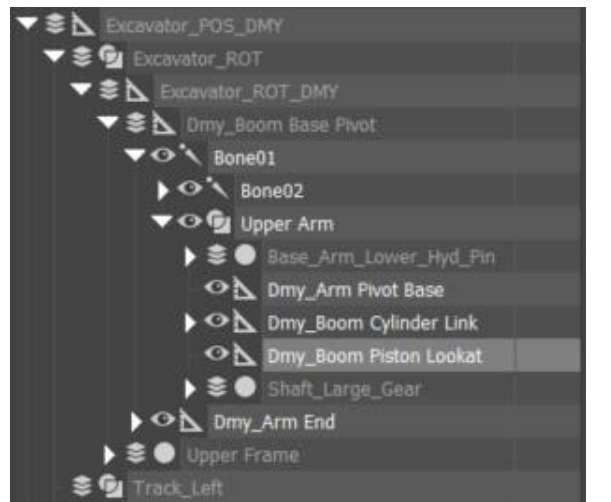 Excavator_POS_DMY
Excavator_ROT
Excavator_ROT_DMY
Dmy_Boom Base Pivot
Bone01
Bone02
Upper Arm
Base_Arm_Lower_Hyd_Pin
Dmy_Arm Pivot Base
Dmy_Boom Cylinder Link
Dmy_Boom Piston Lookat
Shaft_Large_Gear
Dmy_Arm End
Upper Frame
Track_Left